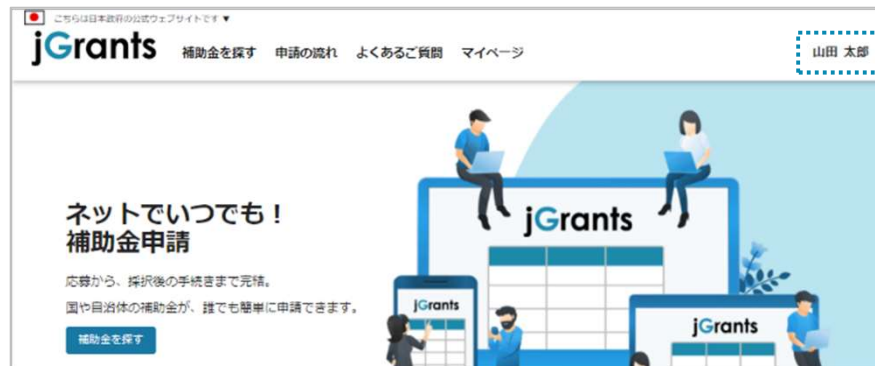 こちらは日本政府の公式ウェブサイトです ▼
jGrants 補助金を探す 申請の流れ よくあるご質問 マイページ 山田 太郎
ネットでいつでも！
補助金申請
応募から、採択後の手続きまで完結。
国や自治体の補助金が、誰でも簡単に申請できます。
補助金を探す
jGrants
jGrants
jGrants